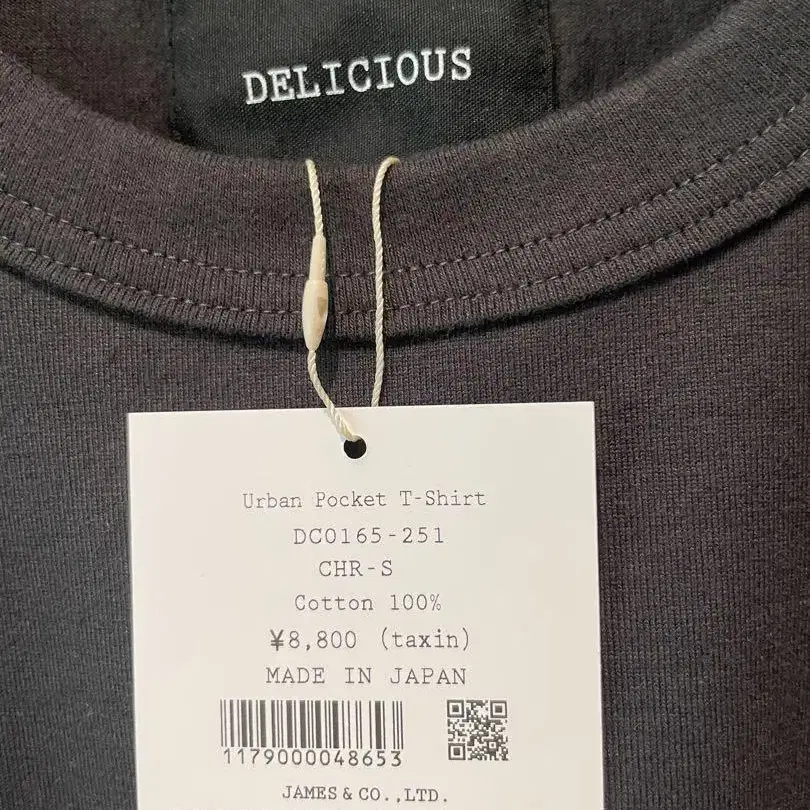 DELICIOUS
Urban Pocket T-Shirt
DC0165-251
CHR-S
Cotton 100%
¥8,800 (taxin)
MADE IN JAPAN
1179000048653
JAMES & CO.,LTD.